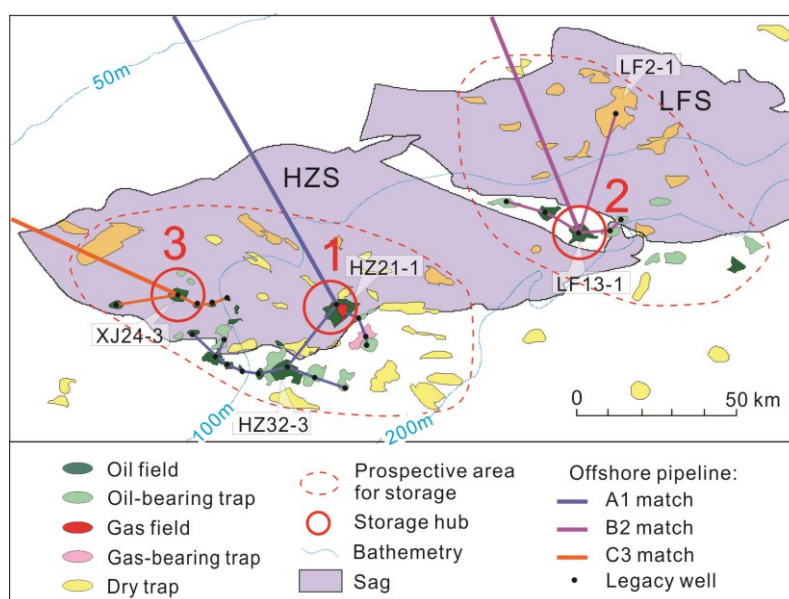 50m
LF2-1
LFS
HZS
2
3
1
HZ21-1
LF13-1
XJ24-3
HZ32-3
100m
200m
0 50 km
Oil field
Oil-bearing trap
Gas field
Gas-bearing trap
Dry trap
Prospective area
for storage
Storage hub
Bathemetry
Sag
Offshore pipeline:
A1 match
B2 match
C3 match
Legacy well